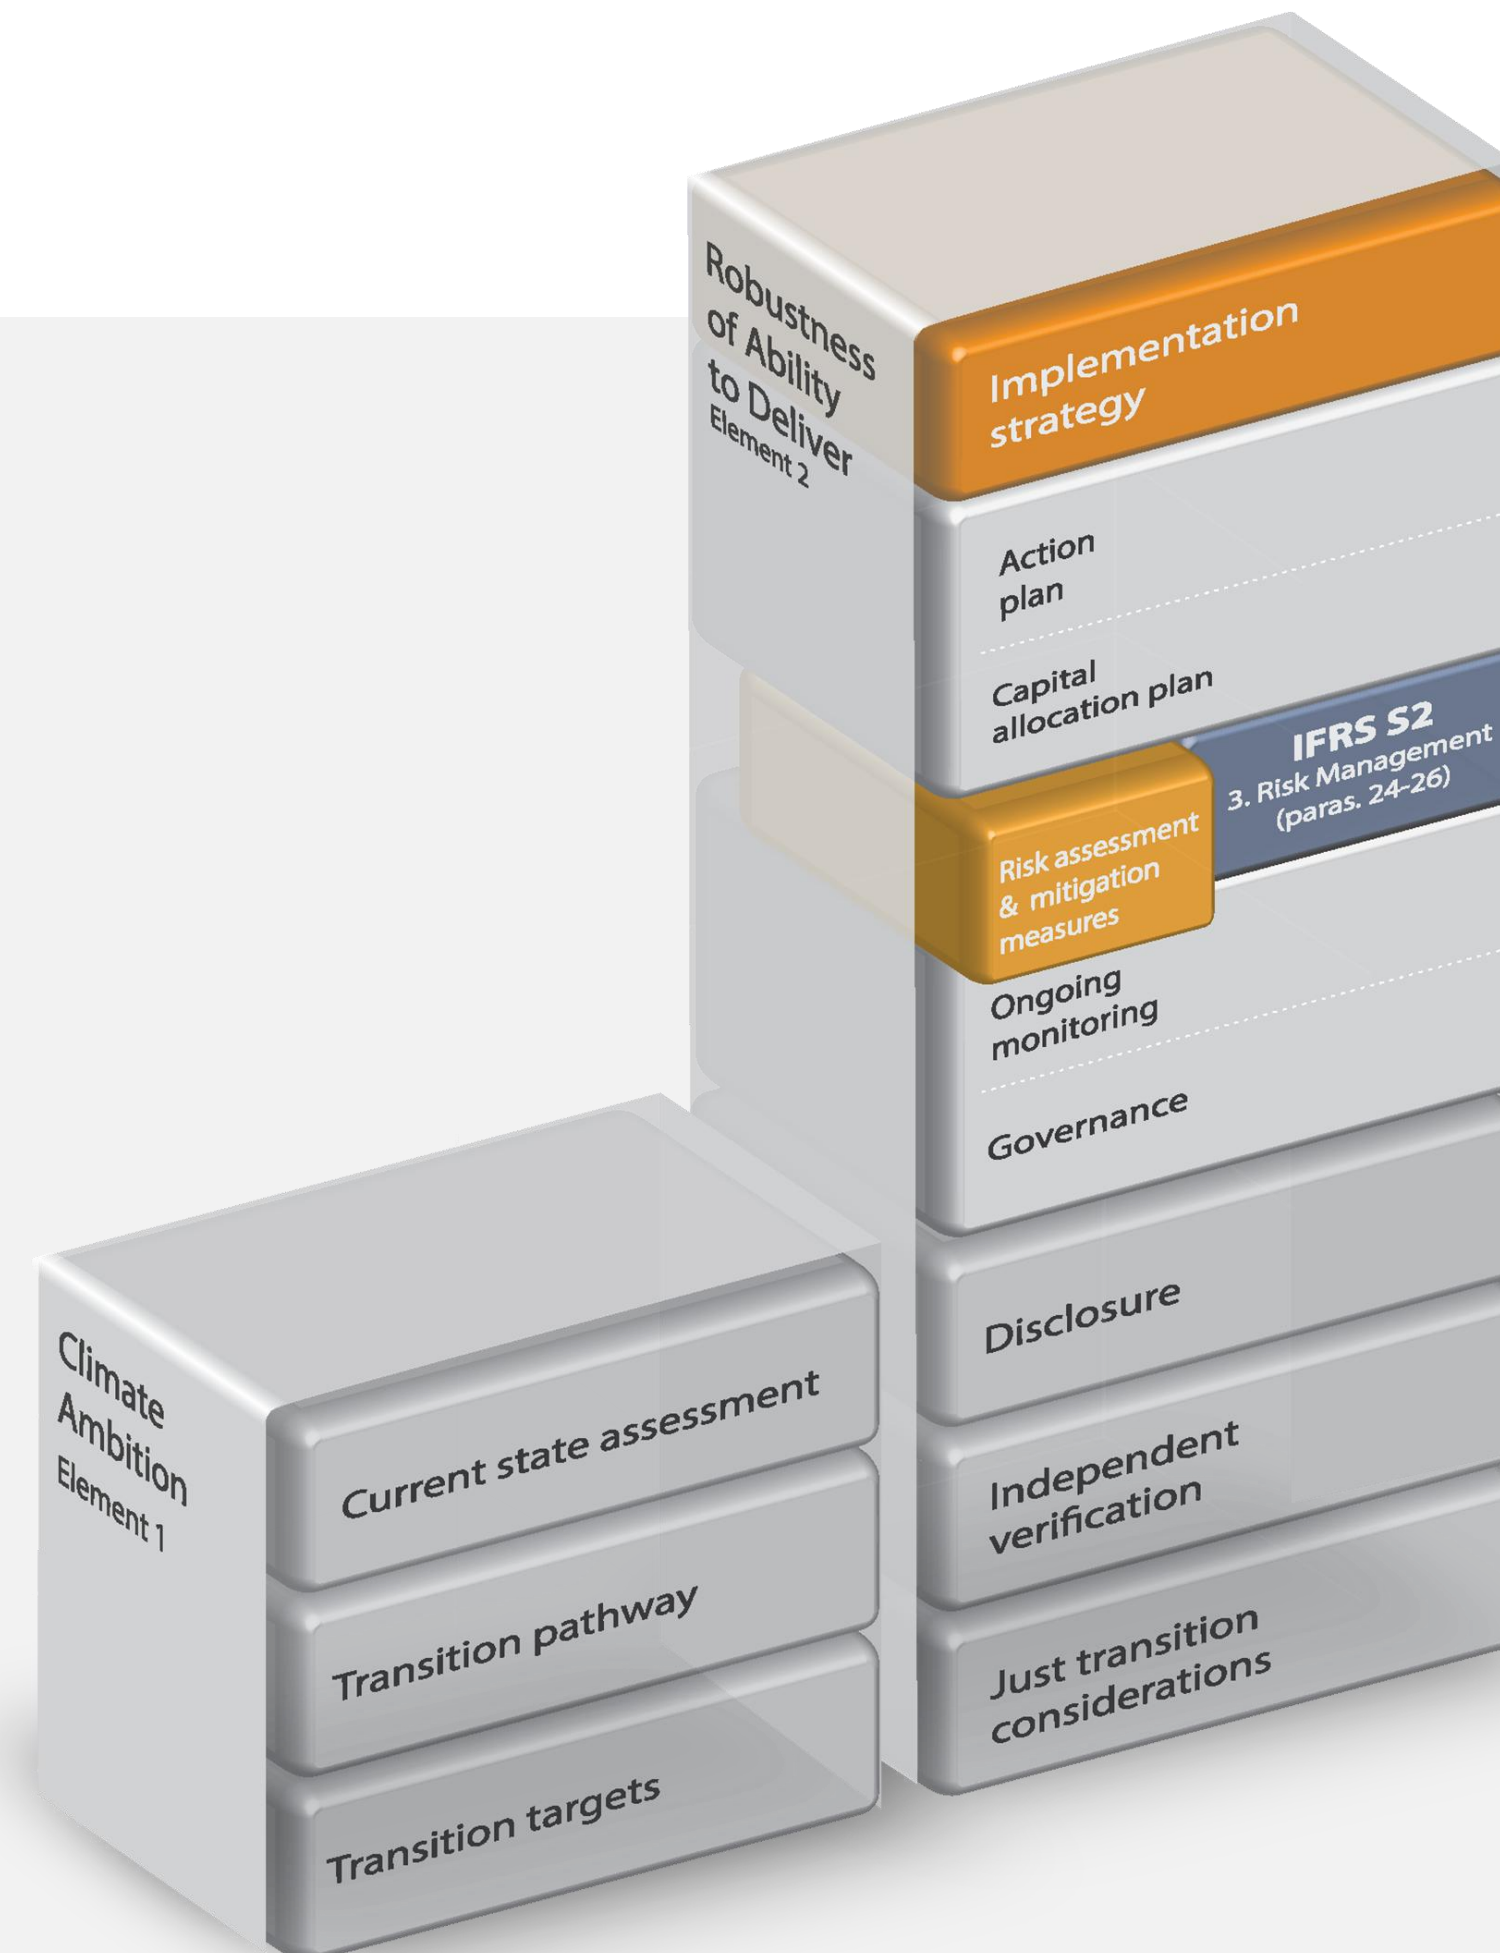 Robustness
of Ability
to Deliver
Element 2
Implementation
strategy
Action
plan
Capital
allocation plan
IFRS S2
3. Risk Management
(paras. 24-26)
Risk assessment
& mitigation
measures
Ongoing
monitoring
Governance
Disclosure
Independent
verification
Just transition
considerations
Climate
Ambition
Element 1
Current state assessment
Transition pathway
Transition targets